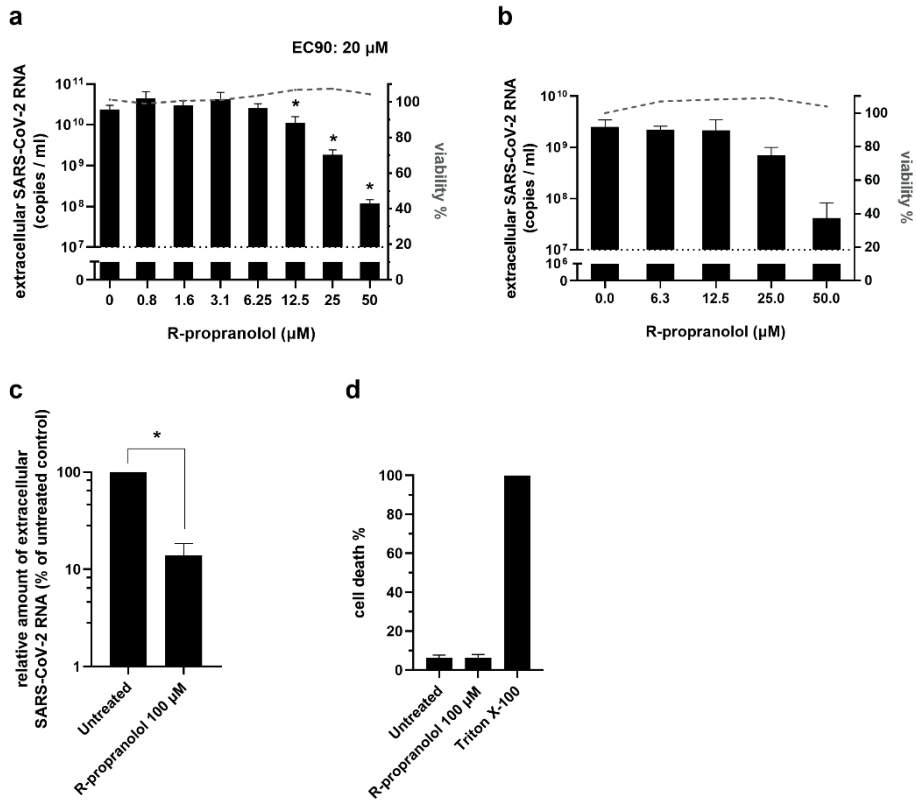 a
EC90: 20 µM
extracellular SARS-CoV-2 RNA
(copies / ml)
10¹¹
10¹⁰
10⁹
10⁸
10⁷
0
* * *
100
80
60
40
20
0
viability %
0 0.8 1.6 3.1 6.25 12.5 25 50
R-propranolol (µM)
b
extracellular SARS-CoV-2 RNA
(copies / ml)
10¹⁰
10⁹
10⁸
10⁷
10⁶
0
100
80
60
40
20
0
viability %
0.0 6.3 12.5 25.0 50.0
R-propranolol (µM)
c
relative amount of extracellular
SARS-CoV-2 RNA (% of untreated control)
*
100
10
1
Untreated
R-propranolol 100 µM
d
cell death %
100
80
60
40
20
0
Untreated
R-propranolol 100 µM
Triton X-100